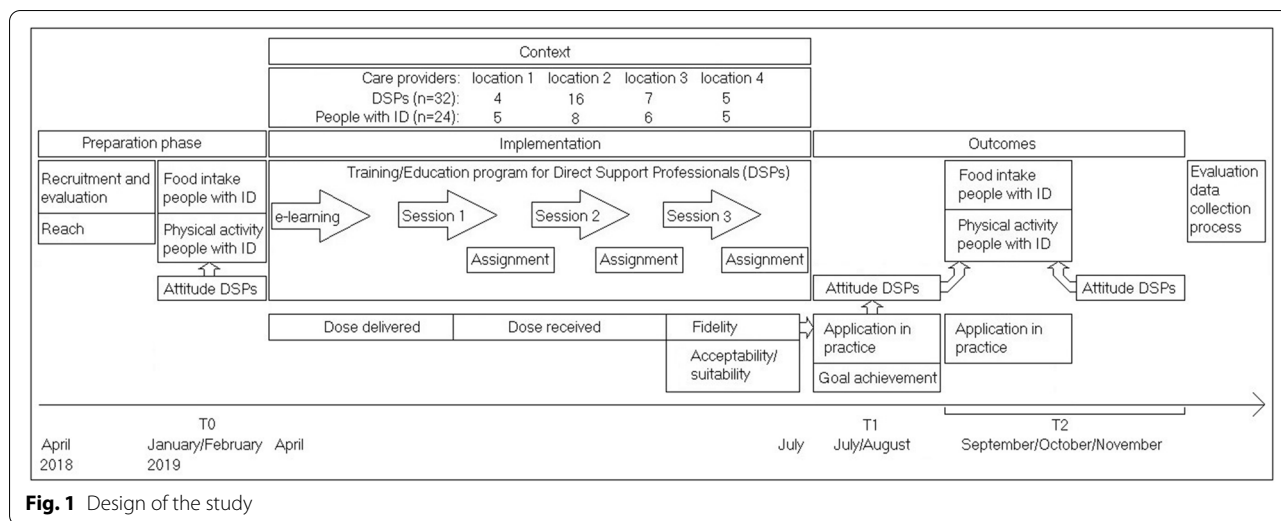 Context
Care providers: location 1 location 2 location 3 location 4
DSPs (n=32): 4 16 7 5
People with ID (n=24): 5 8 6 5
Preparation phase
Implementation
Outcomes
Recruitment and
evaluation
Reach
Food intake
people with ID
Physical activity
people with ID
Attitude DSPs
Training/Education program for Direct Support Professionals (DSPs)
e-learning
Session 1
Session 2
Session 3
Assignment
Assignment
Assignment
Food intake
people with ID
Physical activity
people with ID
Evaluation
data
collection
process
Attitude DSPs
Attitude DSPs
Dose delivered
Dose received
Fidelity
Acceptability/
suitability
Application in
practice
Goal achievement
Application in
practice
T0
T1
T2
April
2018
January/February
2019
April
July
July/August
September/October/November
Fig. 1 Design of the study